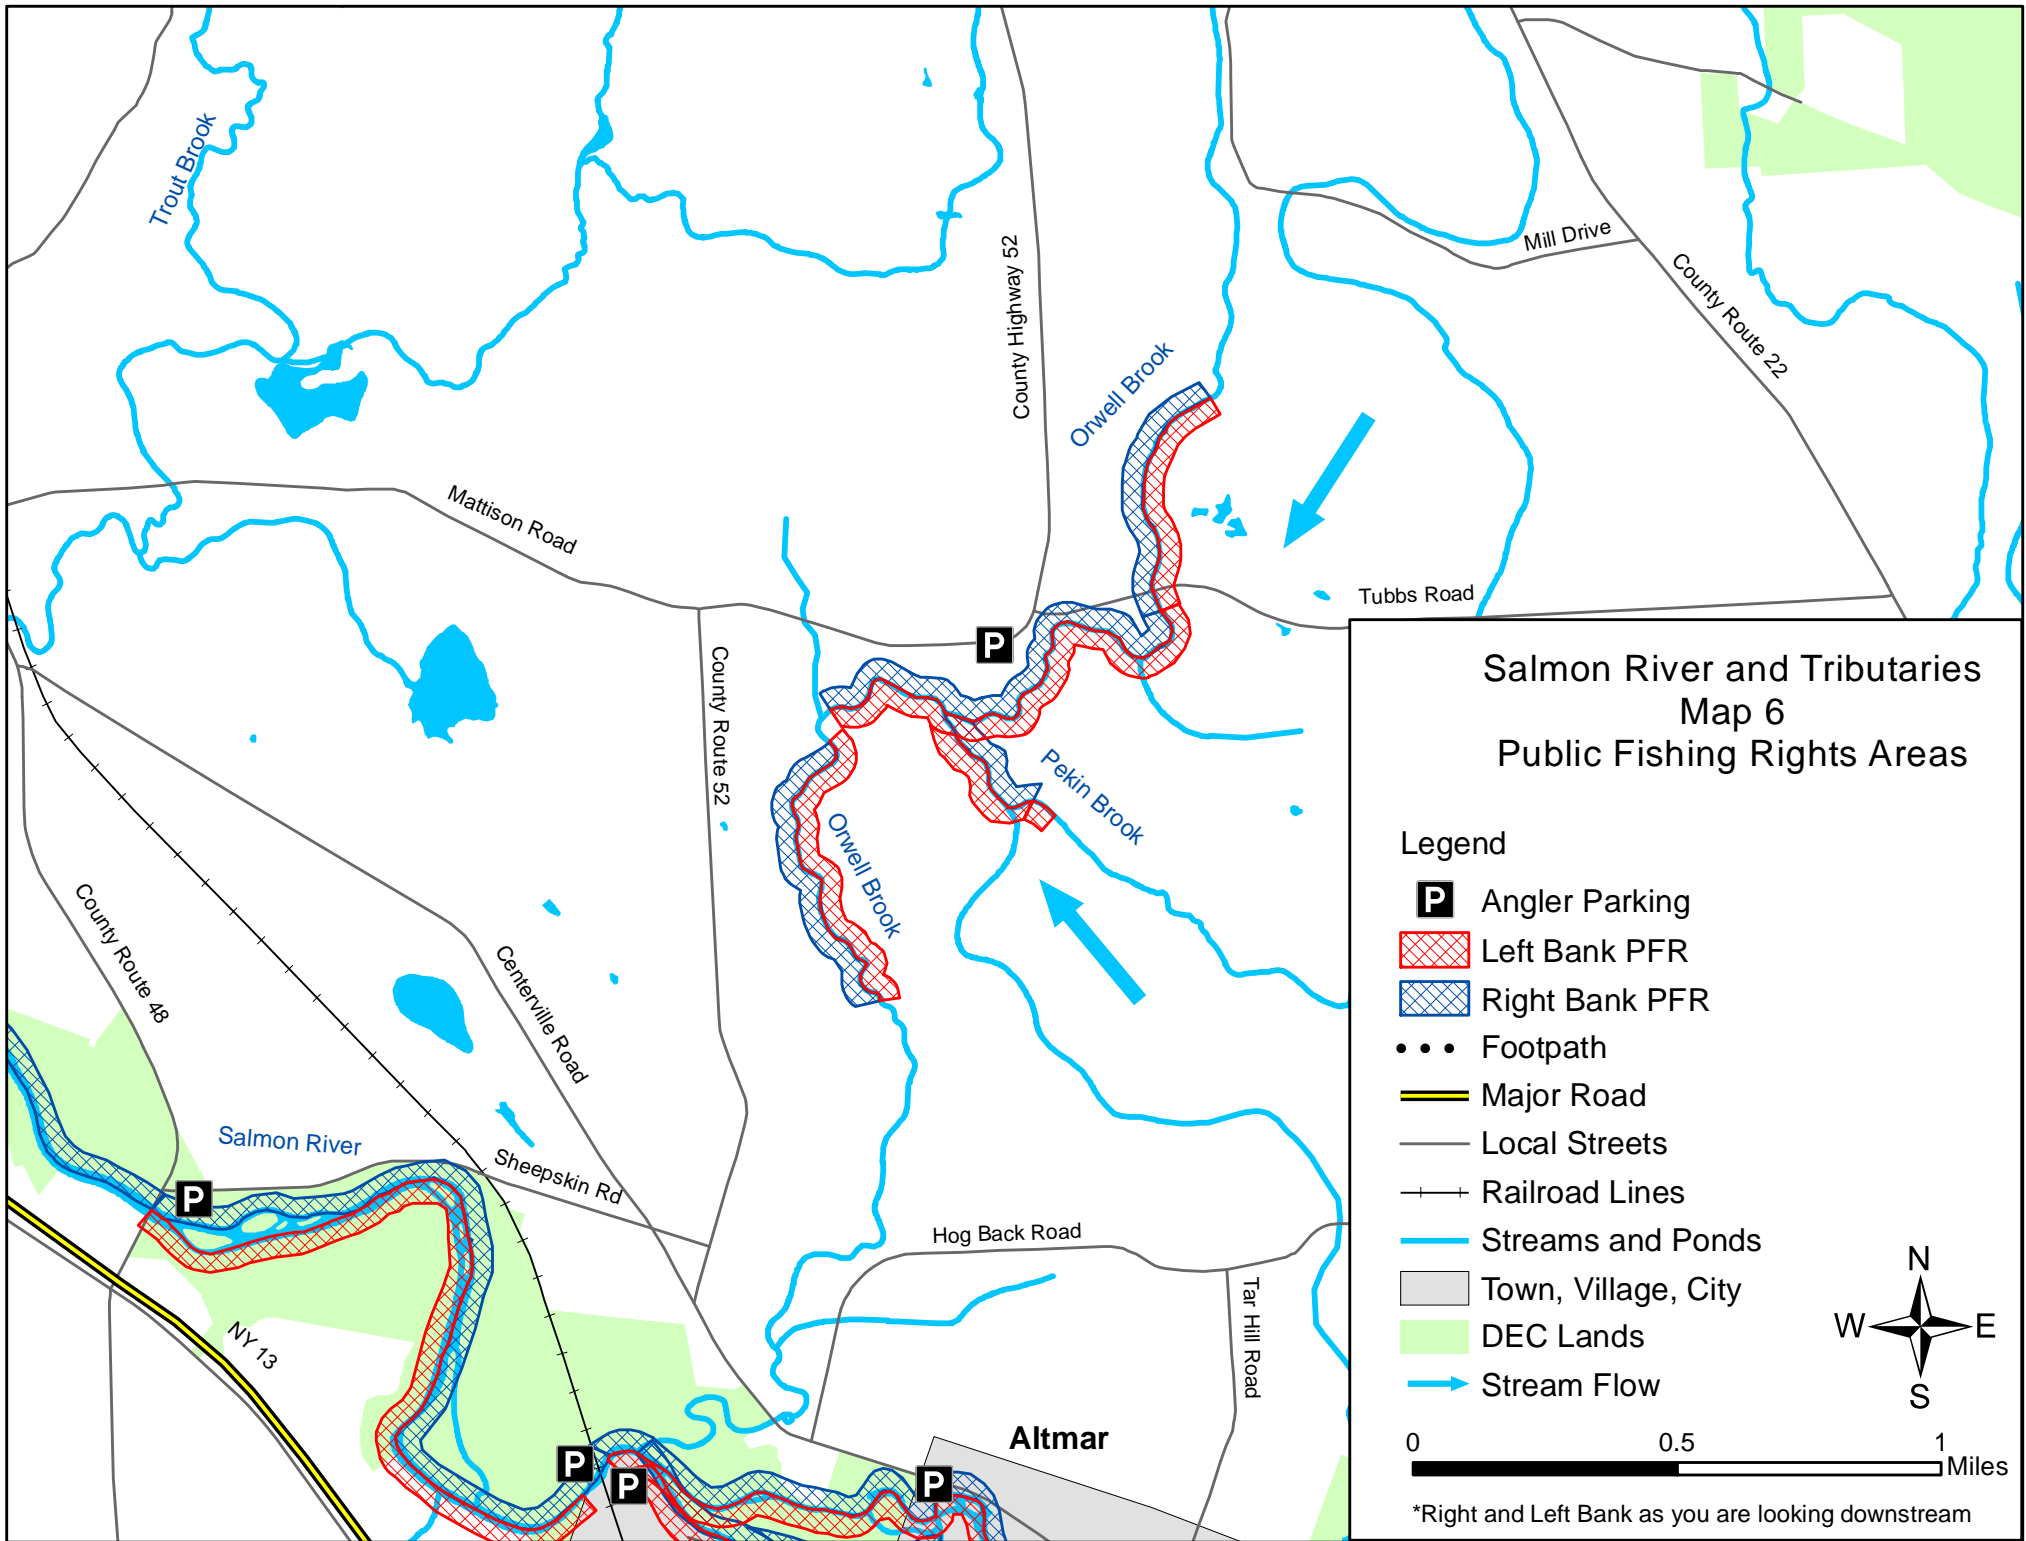 Trout Brook
County Highway 52
Mill Drive
County Route 22
Orwell Brook
Mattison Road
Tubbs Road
P
County Route 52
Pekin Brook
Orwell Brook
County Route 48
Centerville Road
Salmon River
Sheepskin Rd
P
Hog Back Road
Tar Hill Road
NY 13
Altmar
P
P
P
Salmon River and Tributaries
Map 6
Public Fishing Rights Areas
Legend
P Angler Parking
Left Bank PFR
Right Bank PFR
Footpath
Major Road
Local Streets
Railroad Lines
Streams and Ponds
Town, Village, City
DEC Lands
Stream Flow
N
W E
S
0 0.5 1
Miles
*Right and Left Bank as you are looking downstream